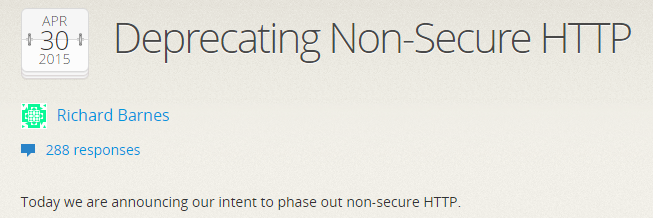 APR
30
2015
Deprecating Non-Secure HTTP
Richard Barnes
288 responses
Today we are announcing our intent to phase out non-secure HTTP.